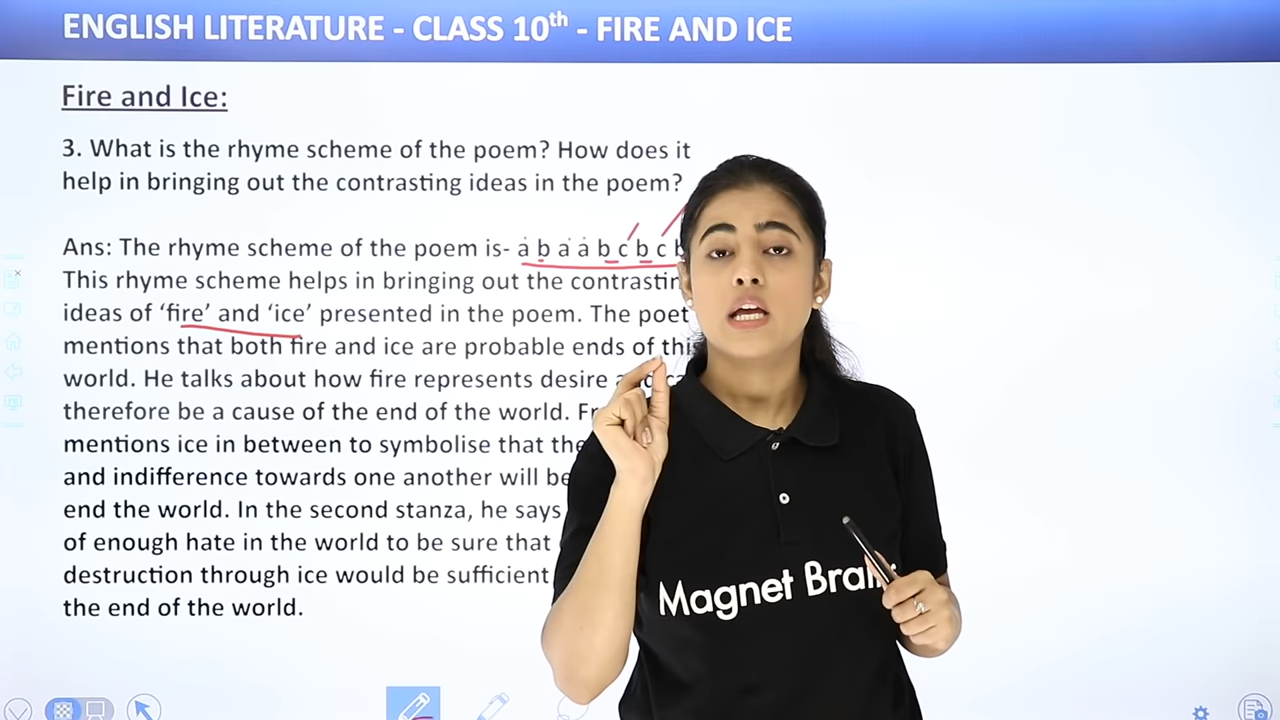 ENGLISH LITERATURE - CLASS 10th - FIRE AND ICE
Fire and Ice:
3. What is the rhyme scheme of the poem? How does it
help in bringing out the contrasting ideas in the poem?
Ans: The rhyme scheme of the poem is- a b a a b c b c b
This rhyme scheme helps in bringing out the
ideas of ‘fire’ and ‘ice’ presented in the poem. The poet
mentions that both fire and ice are probable ends of
world. He talks about how fire represents desire
therefore be a cause of the end of the world.
mentions ice in between to symbolise that
and indifference towards one another will
end the world. In the second stanza, he says
of enough hate in the world to be sure that
destruction through ice would be sufficient
the end of the world.
Magnet